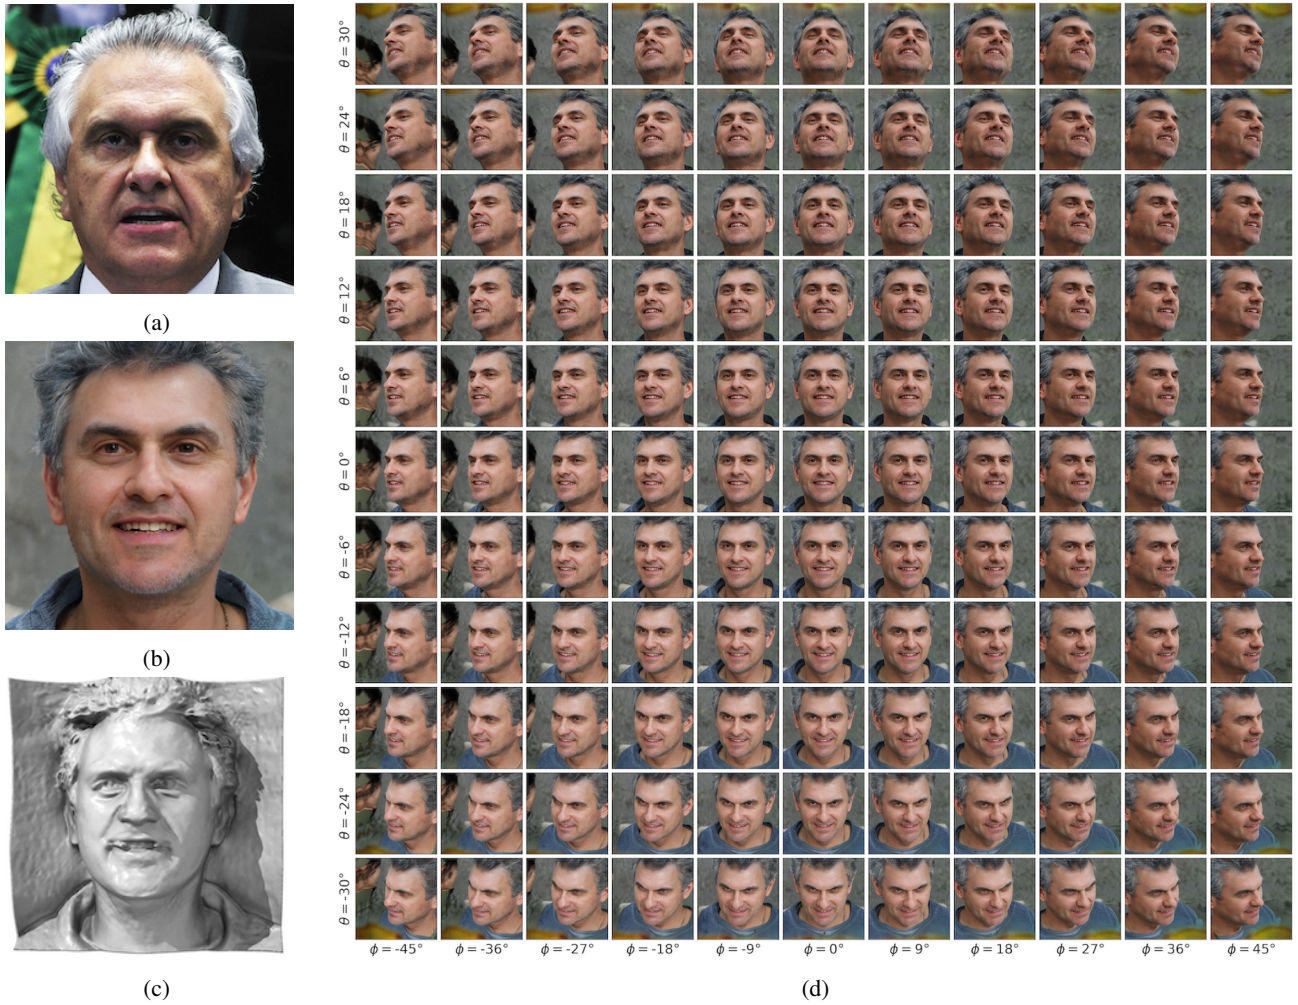 (a)
(b)
(c)
θ = 30°
θ = 24°
θ = 18°
θ = 12°
θ = 6°
θ = 0°
θ = -6°
θ = -12°
θ = -18°
θ = -24°
θ = -30°
ϕ = -45° ϕ = -36° ϕ = -27° ϕ = -18° ϕ = -9° ϕ = 0° ϕ = 9° ϕ = 18° ϕ = 27° ϕ = 36° ϕ = 45°
(d)